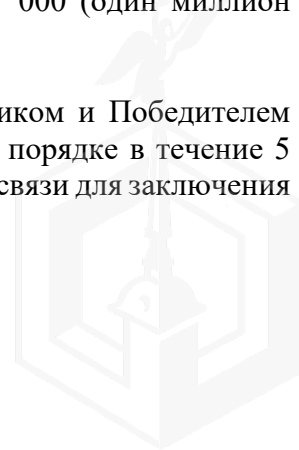 000 (один миллион
иком и Победителем
порядке в течение 5
связи для заключения